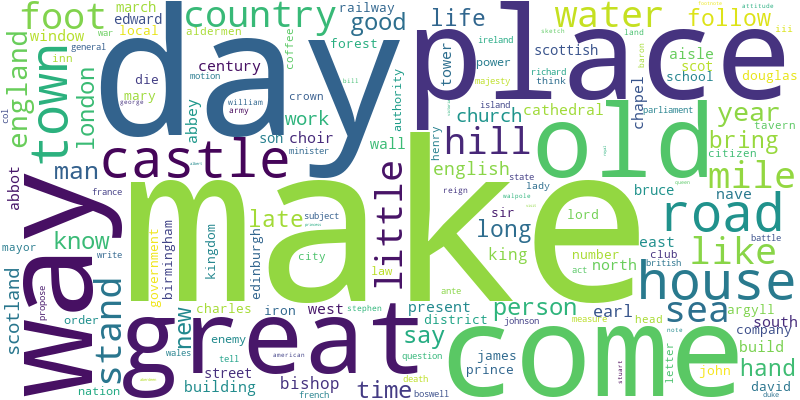 day
place
make
way
great
come
old
house
castle
town
country
foot
england
london
march
edward
railway
local
window
aldermen
general
war
inn
die
mary
century
motion
george
william
army
abbey
son
crown
choir
work
minister
coffee
good
forest
life
ireland
power
tower
majesty
authority
wall
henry
church
hill
english
little
long
sir
king
law
water
follow
sketch
land
attitude
iii
scottish
richard
think
baron
aisle
scot
school
douglas
cathedral
chapel
island
parliament
year
tavern
bring
citizen
mile
bill
state
lady
reign
bruce
nave
lord
road
like
number
east
battle
club
north
act
british
sea
south
argyll
company
build
head
measure
note
letter
john
hand
david
duke
person
earl
present
district
say
johnson
james
prince
question
death
time
boswell
american
french
bishop
street
building
tell
enemy
wales
new
iron
west
stephen
charles
late
subject
city
kingdom
edinburgh
birmingham
government
france
write
know
mayor
abbot
man
scotland
order
nation
stand
propose
col
ante
walpole
queen
stuart